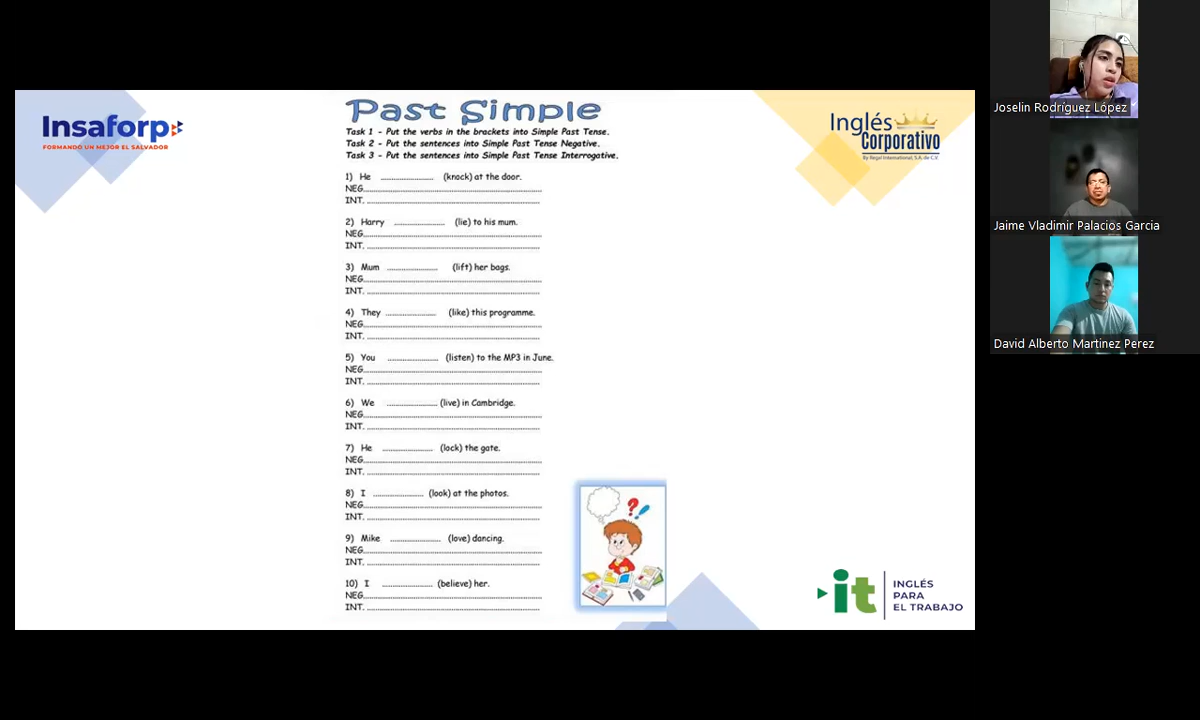 Insaforp
FORMANDO UN MEJOR EL SALVADOR
Past Simple
Task 1 - Put the verbs in the brackets into Simple Past Tense.
Task 2 - Put the sentences into Simple Past Tense Negative.
Task 3 - Put the sentences into Simple Past Tense Interrogative.
1) He ........................ (knock) at the door.
NEG................................................................................
INT. ..............................................................................
2) Harry ....................... (lie) to his mum.
NEG................................................................................
INT. ..............................................................................
3) Mum ....................... (lift) her bags.
NEG................................................................................
INT. ..............................................................................
4) They ....................... (like) this programme.
NEG................................................................................
INT. ..............................................................................
5) You ....................... (listen) to the MP3 in June.
NEG................................................................................
INT. ..............................................................................
6) We ....................... (live) in Cambridge.
NEG................................................................................
INT. ..............................................................................
7) He ....................... (lock) the gate.
NEG................................................................................
INT. ..............................................................................
8) I ....................... (look) at the photos.
NEG................................................................................
INT. ..............................................................................
9) Mike ....................... (love) dancing.
NEG................................................................................
INT. ..............................................................................
10) I ....................... (believe) her.
NEG................................................................................
INT. ..............................................................................
? !
Inglés
Corporativo
By Regal International, S.A. de C.V.
it
INGLÉS
PARA
EL TRABAJO
Joselin Rodríguez López
Jaime Vladimir Palacios Garcia
David Alberto Martinez Perez